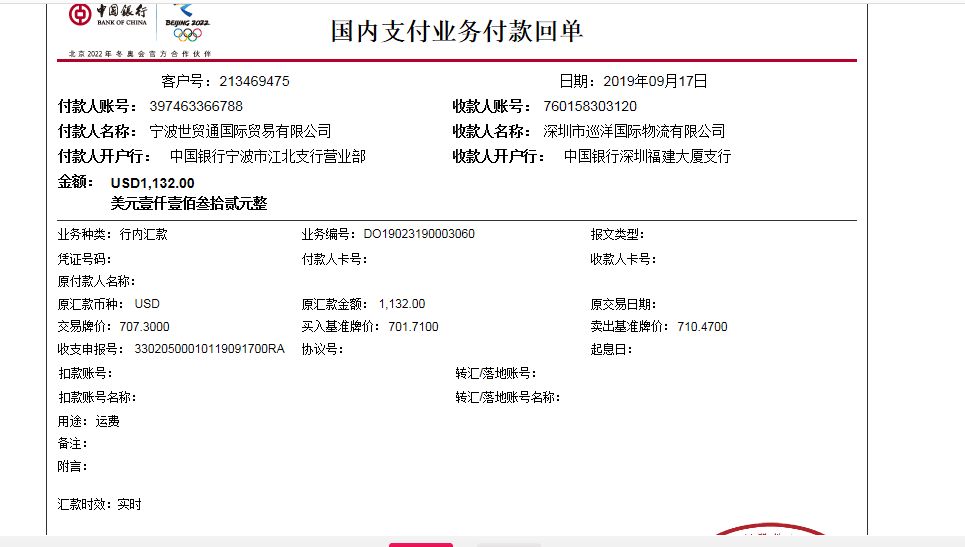 中国银行
BANK OF CHINA
BEIJING 2022
北京2022年冬奥会官方合作伙伴
国内支付业务付款回单
客户号：213469475 日期：2019年09月17日
付款人账号：397463366788 收款人账号：760158303120
付款人名称：宁波世贸通国际贸易有限公司 收款人名称：深圳市巡洋国际物流有限公司
付款人开户行：中国银行宁波市江北支行营业部 收款人开户行：中国银行深圳福建大厦支行
金额：USD1,132.00
美元壹仟壹佰叁拾贰元整
业务种类：行内汇款 业务编号：DO19023190003060 报文类型：
凭证号码： 付款人卡号： 收款人卡号：
原付款人名称：
原汇款币种：USD 原汇款金额：1,132.00 原交易日期：
交易牌价：707.3000 买入基准牌价：701.7100 卖出基准牌价：710.4700
收支申报号：33020500010119091700RA 协议号： 起息日：
扣款账号： 转汇/落地账号：
扣款账号名称： 转汇/落地账号名称：
用途：运费
备注：
附言：
汇款时效：实时